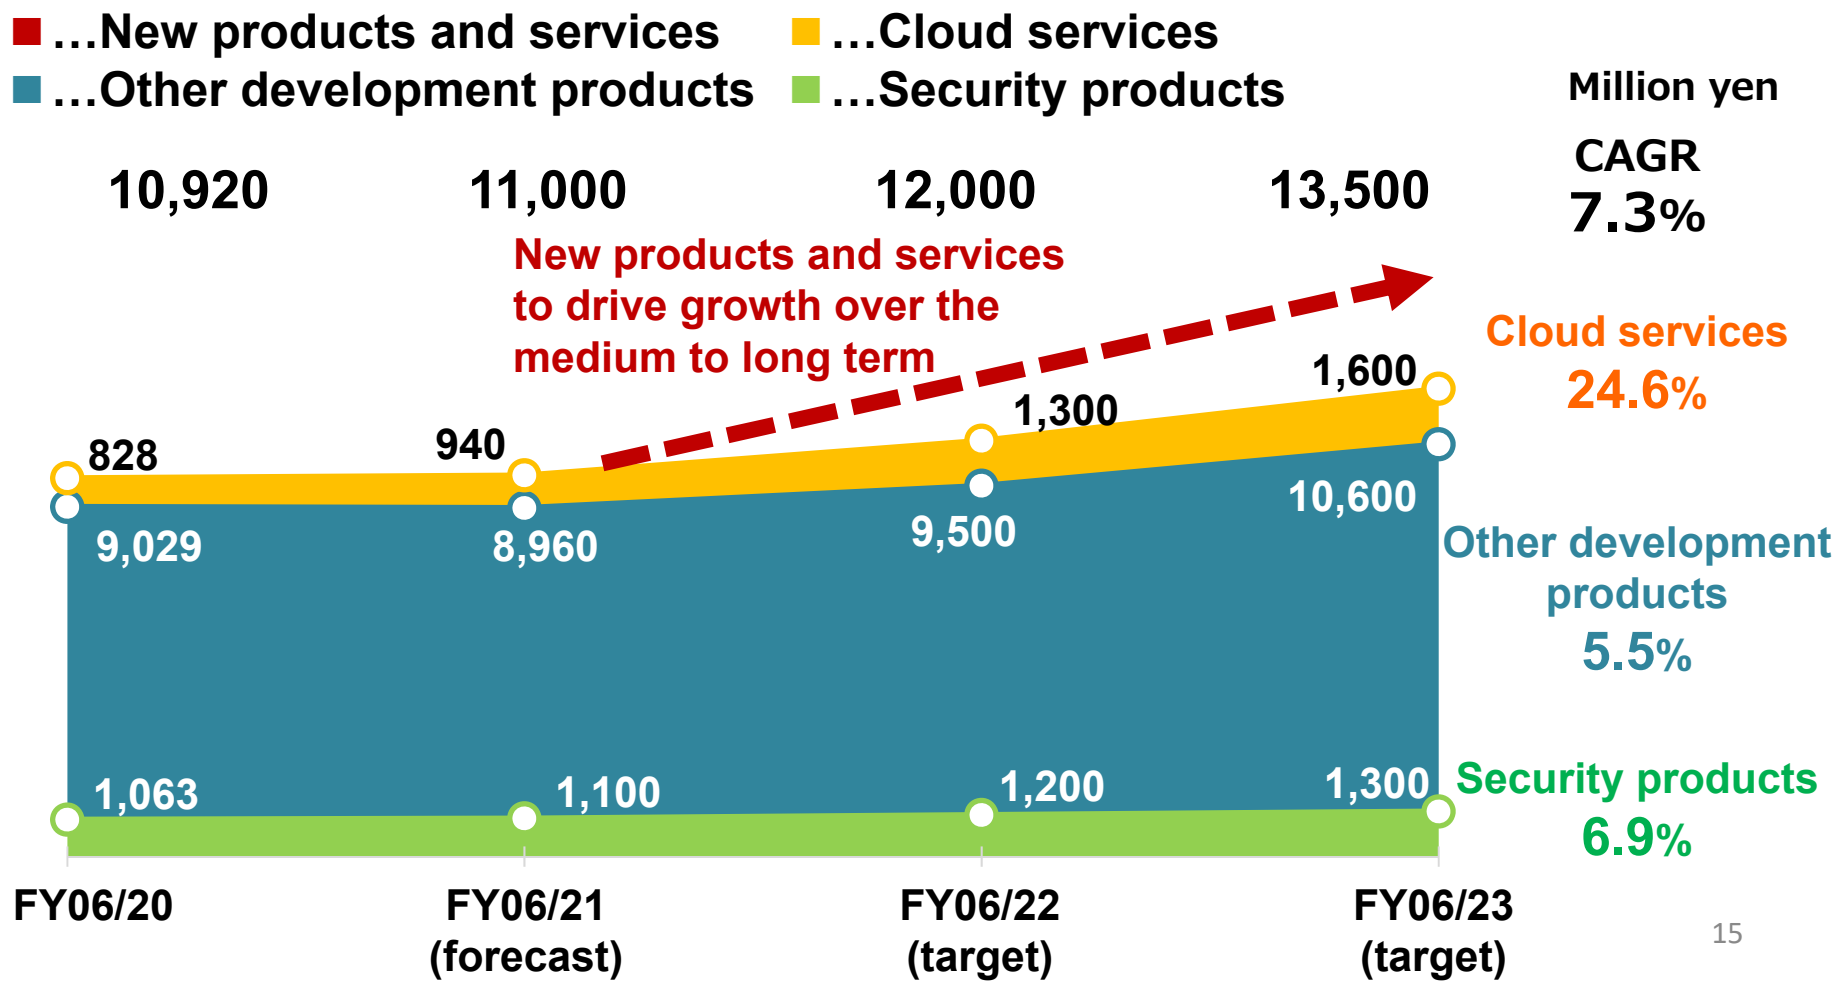 …New products and services
…Cloud services
…Other development products
…Security products
Million yen
10,920
11,000
12,000
13,500
CAGR
7.3%
New products and services
to drive growth over the
medium to long term
Cloud services
24.6%
828
940
1,300
1,600
9,029
8,960
9,500
10,600
Other development
products
5.5%
1,063
1,100
1,200
1,300
Security products
6.9%
FY06/20
FY06/21
(forecast)
FY06/22
(target)
FY06/23
(target)
15